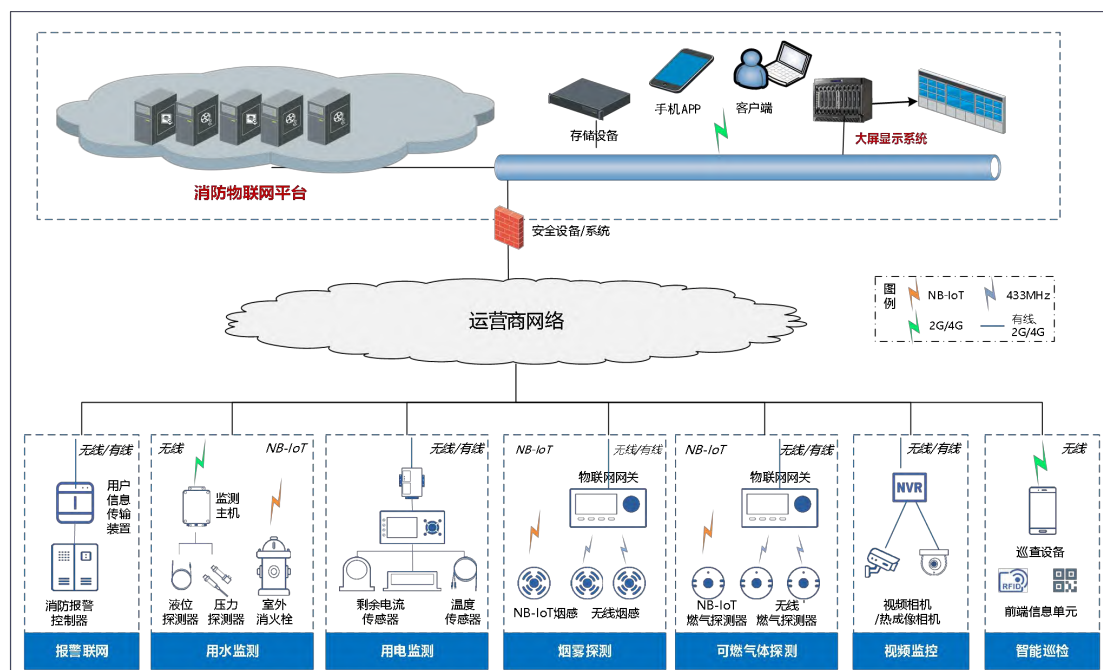 手机APP
客户端
存储设备
大屏显示系统
消防物联网平台
安全设备/系统
运营商网络
图
例
NB-IoT
433MHz
2G/4G
有线、
2G/4G
无线/有线
用户
信息
传输
装置
消防报警
控制器
报警联网
无线
NB-IoT
监测
主机
液位
探测器
压力
探测器
室外
消火栓
用水监测
无线/有线
剩余电流
传感器
温度
传感器
用电监测
NB-IoT
无线/有线
物联网网关
NB-IoT烟感
无线烟感
烟雾探测
NB-IoT
无线/有线
物联网网关
NB-IoT
燃气探测器
无线
燃气探测器
可燃气体探测
无线/有线
NVR
视频相机
/热成像相机
视频监控
无线
巡查设备
RFID
前端信息单元
智能巡检